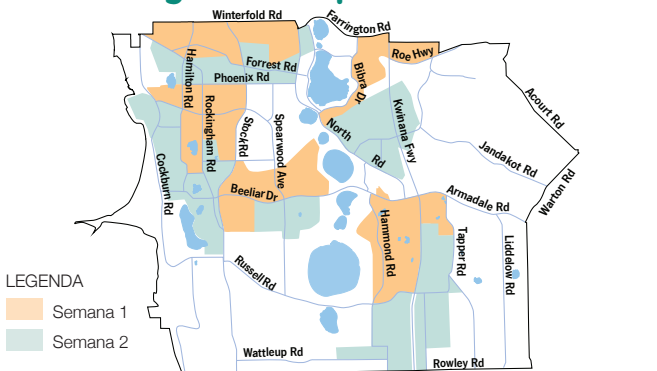 Winterfold Rd
Farrington Rd
Roe Hwy
Forrest Rd
Phoenix Rd
Hamilton Rd
Bibra Dr
Rockingham Rd
Stock Rd
Spearwood Ave
North
Rd
Kwinana Fwy
Acourt Rd
Jandakot Rd
Warton Rd
Cockburn Rd
Beeliar Dr
Armadale Rd
Hammond Rd
Tapper Rd
Liddelow Rd
Russell Rd
LEGENDA
Semana 1
Semana 2
Wattleup Rd
Rowley Rd